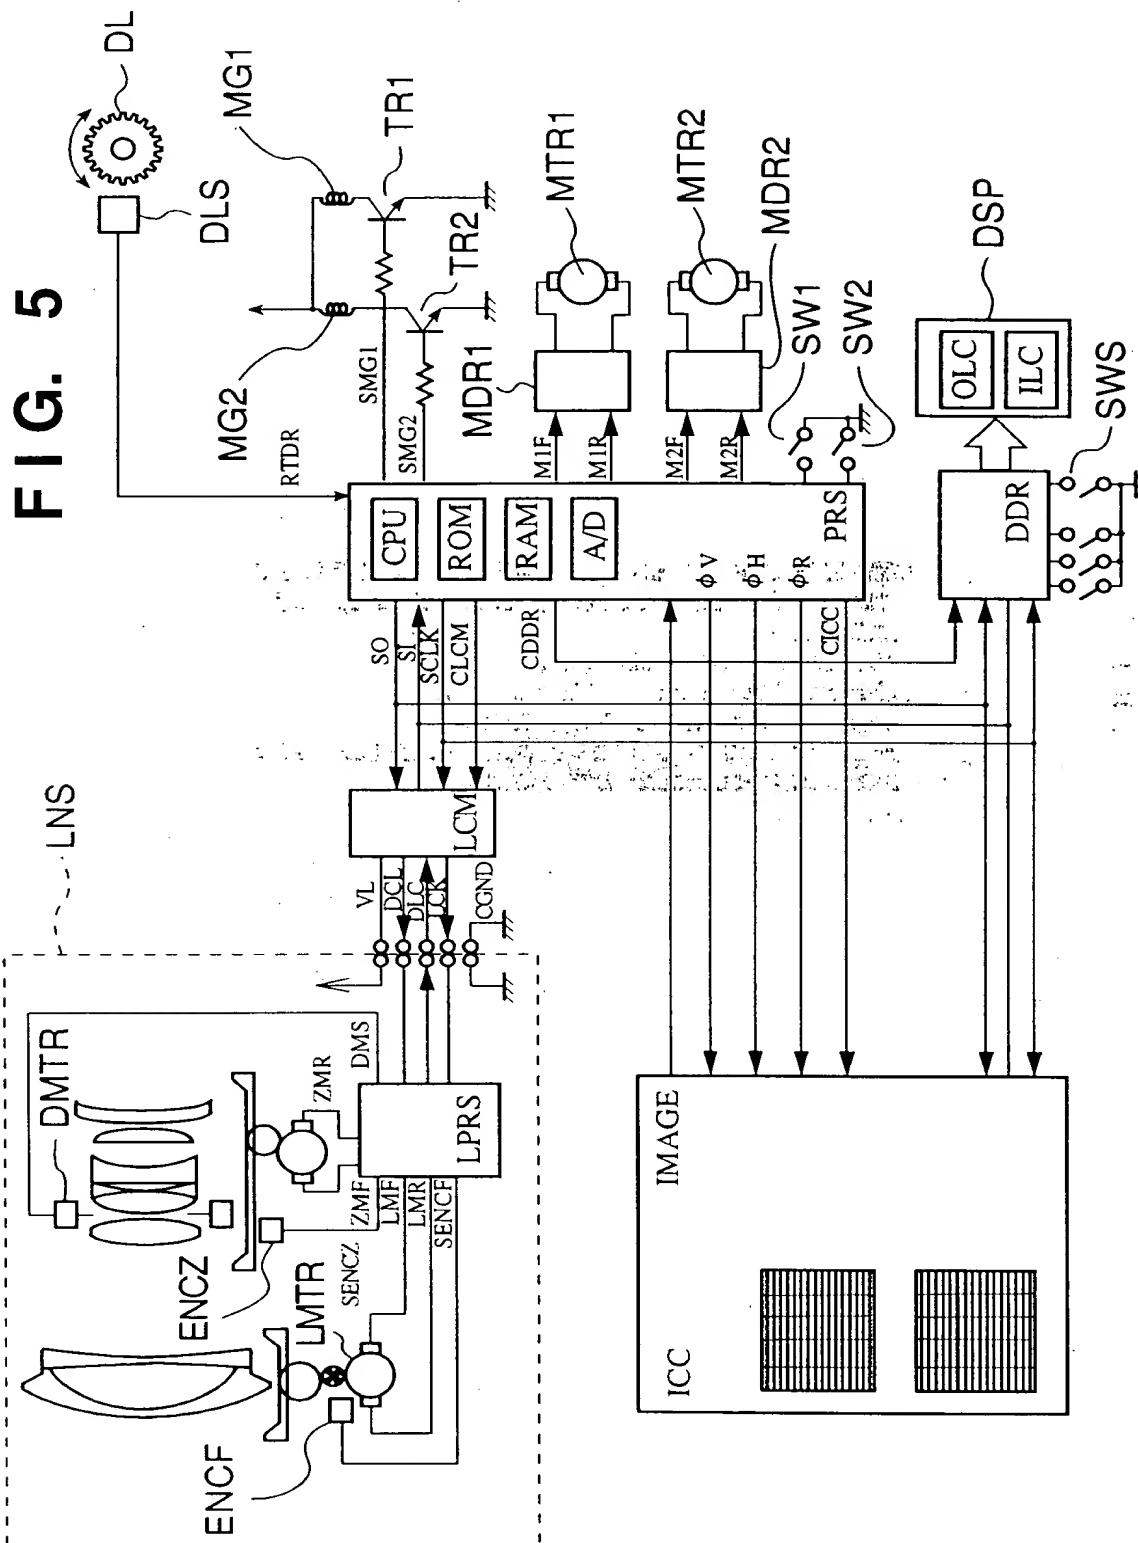 FIG. 5
DL
DLS
MG1
TR1
TR2
MG2
SMG1
SMG2
RTDR
MTR1
MDR1
M1F
M1R
MTR2
MDR2
M2F
M2R
SW1
SW2
DSP
OLC
ILC
SWS
DDR
CPU
ROM
RAM
A/D
φV
φH
φR
PRS
SO
SI
SCLK
CLCM
CDDR
CICC
LNS
LCM
VL
DCL
DLC
LCK
CGND
DMTR
DMS
ZMR
LPRS
ZMF
LMF
LMR
SENCF
SENCZ
ENCZ
LMTR
ENCF
IMAGE
ICC